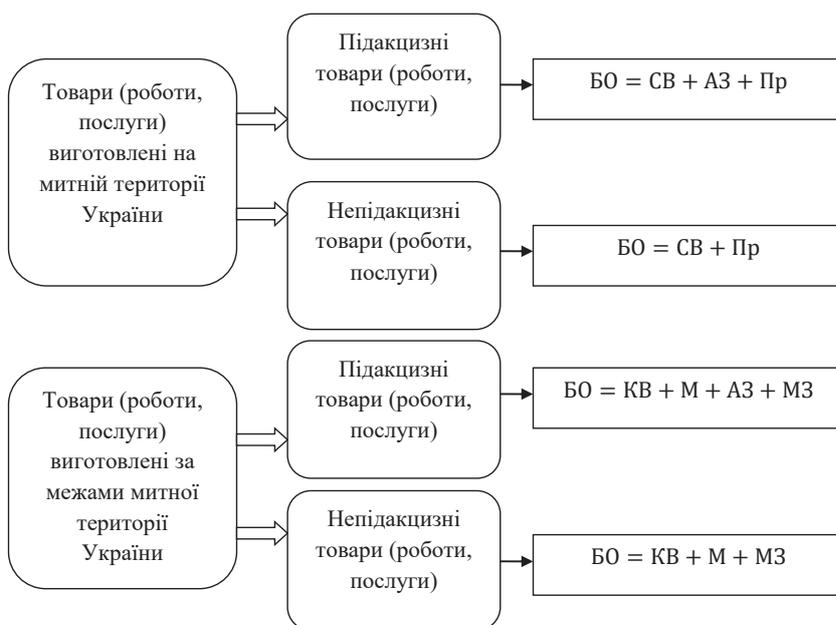 Товари (роботи,
послуги)
виготовлені на
митній території
України
Підакцизні
товари (роботи,
послуги)
БО = СВ + АЗ + Пр
Непідакцизні
товари (роботи,
послуги)
БО = СВ + Пр
Товари (роботи,
послуги)
виготовлені за
межами митної
території
України
Підакцизні
товари (роботи,
послуги)
БО = КВ + М + АЗ + МЗ
Непідакцизні
товари (роботи,
послуги)
БО = КВ + М + МЗ